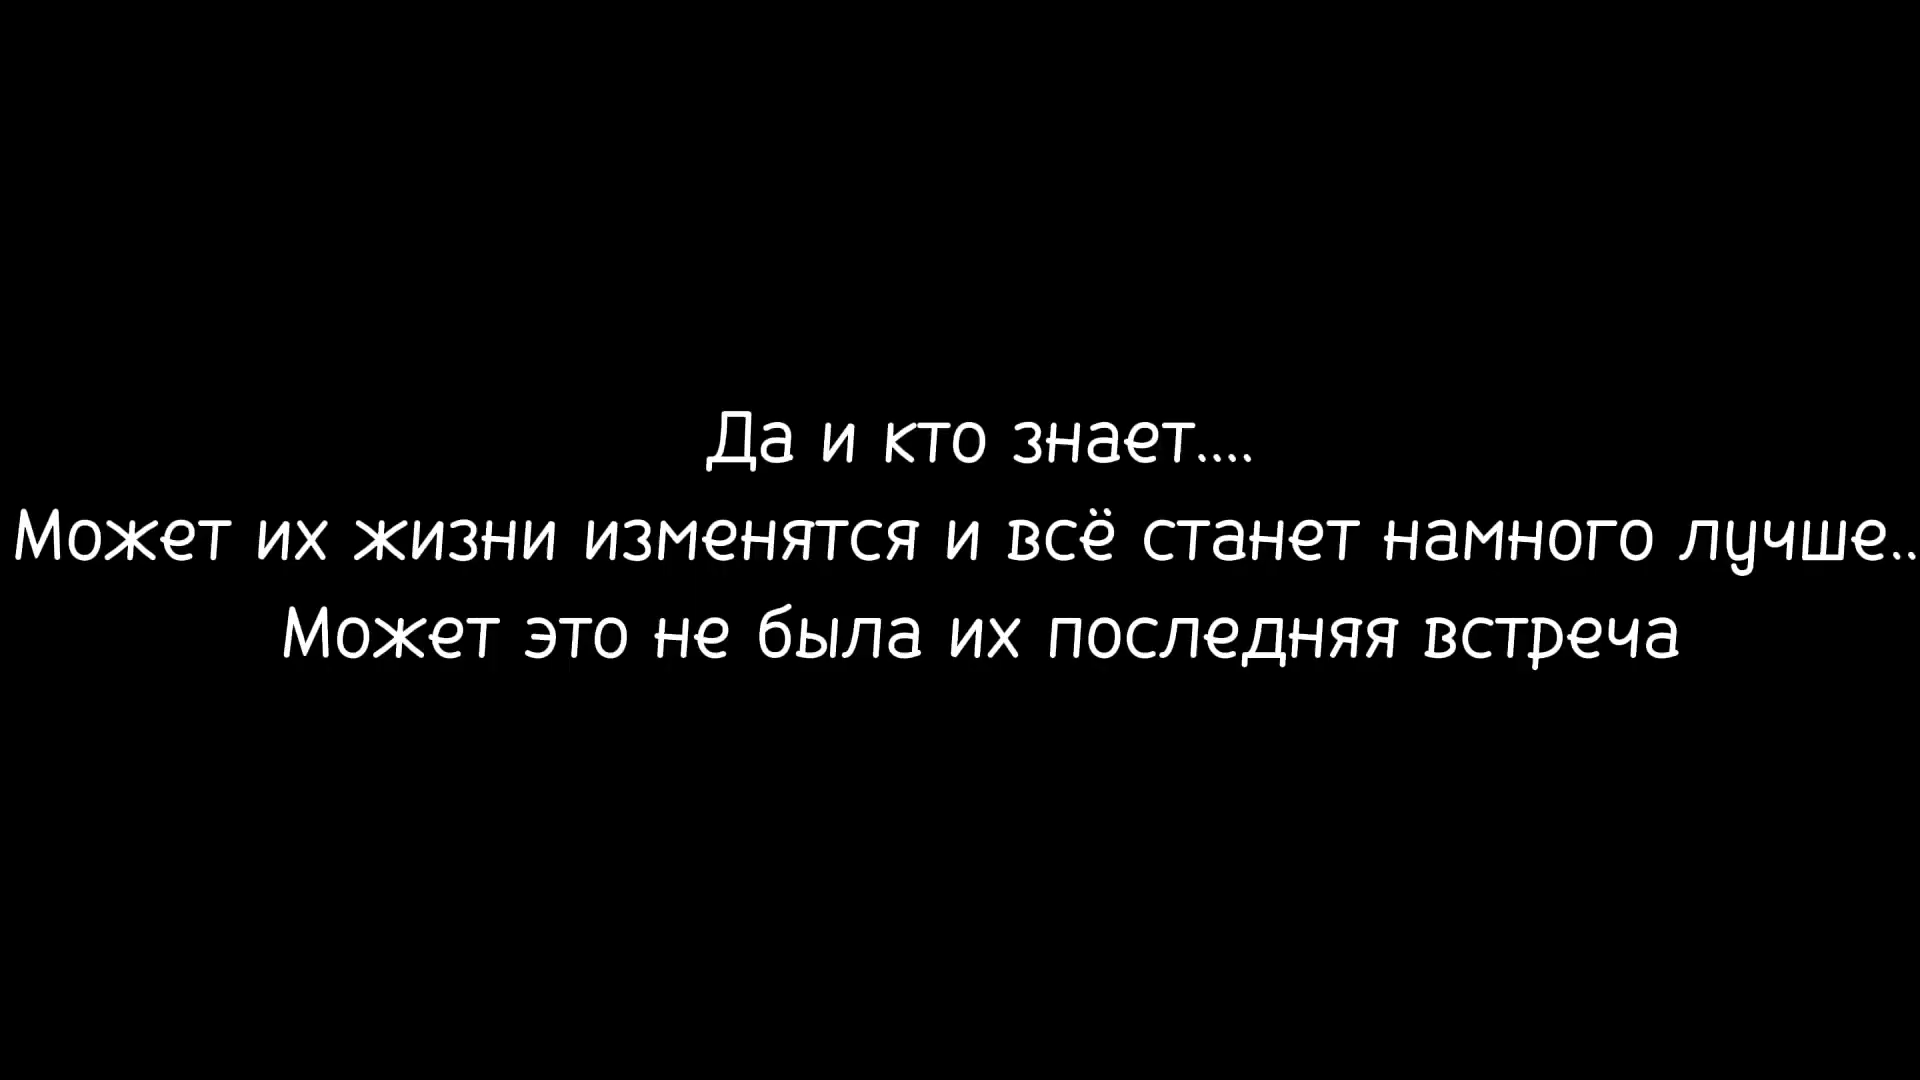 Да и кто знает....
Может их жизни изменятся и всё станет намного лучше..
Может это не была их последняя встреча